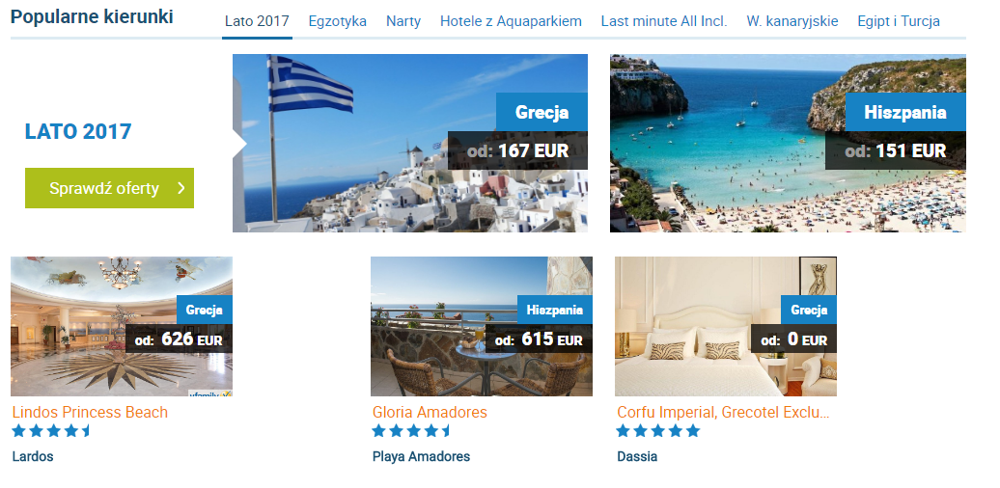 Popularne kierunki
Lato 2017
Egzotyka
Narty
Hotele z Aquaparkiem
Last minute All Incl.
W. kanaryjskie
Egipt i Turcja
LATO 2017
Sprawdź oferty
Grecja
od: 167 EUR
Hiszpania
od: 151 EUR
Grecja
od: 626 EUR
Lindos Princess Beach
Lardos
Hiszpania
od: 615 EUR
Gloria Amadores
Playa Amadores
Grecja
od: 0 EUR
Corfu Imperial, Grecotel Exclu...
Dassia